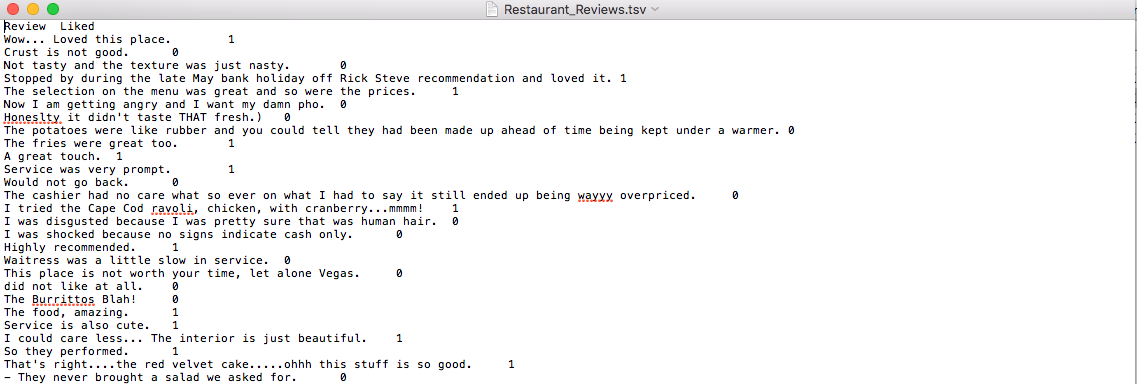 Restaurant_Reviews.tsv
Review Liked
Wow... Loved this place. 1
Crust is not good. 0
Not tasty and the texture was just nasty. 0
Stopped by during the late May bank holiday off Rick Steve recommendation and loved it. 1
The selection on the menu was great and so were the prices. 1
Now I am getting angry and I want my damn pho. 0
Honeslty it didn't taste THAT fresh.) 0
The potatoes were like rubber and you could tell they had been made up ahead of time being kept under a warmer. 0
The fries were great too. 1
A great touch. 1
Service was very prompt. 1
Would not go back. 0
The cashier had no care what so ever on what I had to say it still ended up being wayyy overpriced. 0
I tried the Cape Cod ravoli, chicken, with cranberry...mmmm! 1
I was disgusted because I was pretty sure that was human hair. 0
I was shocked because no signs indicate cash only. 0
Highly recommended. 1
Waitress was a little slow in service. 0
This place is not worth your time, let alone Vegas. 0
did not like at all. 0
The Burrittos Blah! 0
The food, amazing. 1
Service is also cute. 1
I could care less... The interior is just beautiful. 1
So they performed. 1
That's right....the red velvet cake.....ohhh this stuff is so good. 1
- They never brought a salad we asked for. 0